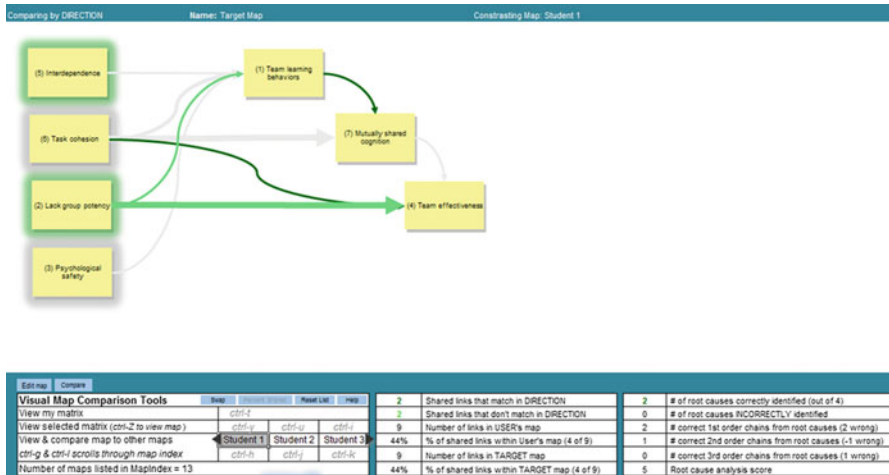 Comparing by DIRECTION Name: Target Map Constrasting Map: Student 1
(5) Interdependence
(1) Team learning
behaviors
(6) Task cohesion
(7) Mutually shared
cognition
(2) Lack group potency
(4) Team effectiveness
(3) Psychological
safety
Edit map Compare
Visual Map Comparison Tools Swap Reset List Help
View my matrix ctrl-t
View selected matrix (ctrl-Z to view map) ctrl-y ctrl-u ctrl-i
View & compare map to other maps Student 1 Student 2 Student 3
ctrl-g & ctrl-l scrolls through map index ctrl-h ctrl-j ctrl-k
Number of maps listed in MapIndex = 13
2 Shared links that match in DIRECTION
2 Shared links that don't match in DIRECTION
9 Number of links in USER's map
44% % of shared links within User's map (4 of 9)
9 Number of links in TARGET map
44% % of shared links within TARGET map (4 of 9)
2 # of root causes correctly identified (out of 4)
0 # of root causes INCORRECTLY identified
2 # correct 1st order chains from root causes (2 wrong)
1 # correct 2nd order chains from root causes (-1 wrong)
0 # correct 3rd order chains from root causes (1 wrong)
5 Root cause analysis score